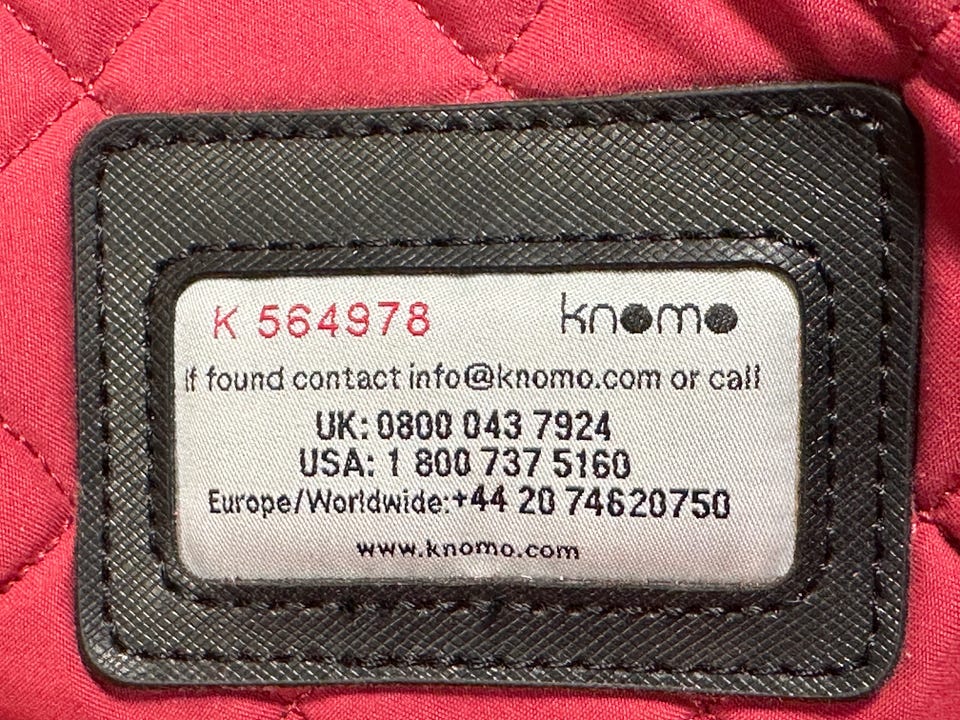 K 564978 knomo
If found contact info@knomo.com or call
UK: 0800 043 7924
USA: 1 800 737 5160
Europe/Worldwide:+44 20 74620750
www.knomo.com